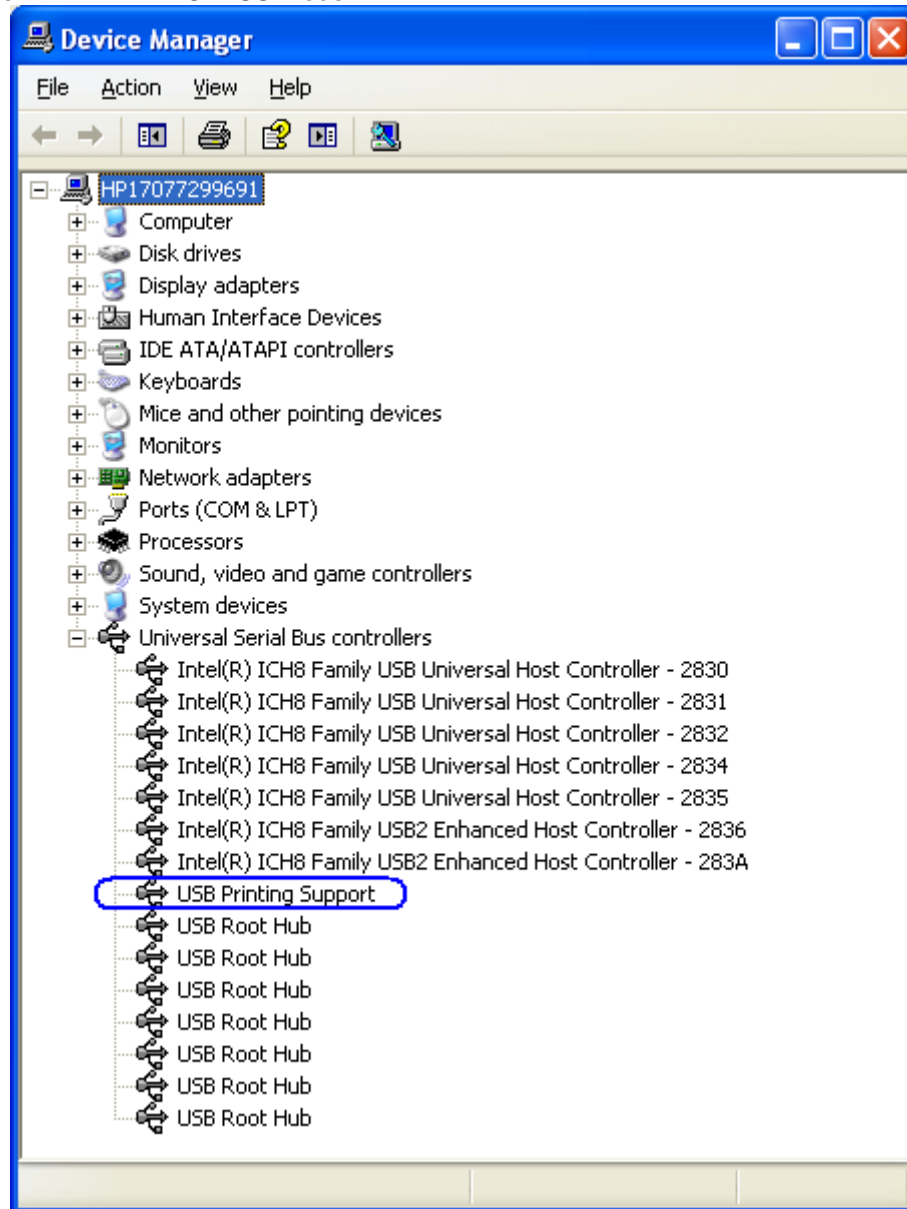 Device Manager
File Action View Help
HP17077299691
Computer
Disk drives
Display adapters
Human Interface Devices
IDE ATA/ATAPI controllers
Keyboards
Mice and other pointing devices
Monitors
Network adapters
Ports (COM & LPT)
Processors
Sound, video and game controllers
System devices
Universal Serial Bus controllers
Intel(R) ICH8 Family USB Universal Host Controller - 2830
Intel(R) ICH8 Family USB Universal Host Controller - 2831
Intel(R) ICH8 Family USB Universal Host Controller - 2832
Intel(R) ICH8 Family USB Universal Host Controller - 2834
Intel(R) ICH8 Family USB Universal Host Controller - 2835
Intel(R) ICH8 Family USB2 Enhanced Host Controller - 2836
Intel(R) ICH8 Family USB2 Enhanced Host Controller - 283A
USB Printing Support
USB Root Hub
USB Root Hub
USB Root Hub
USB Root Hub
USB Root Hub
USB Root Hub
USB Root Hub